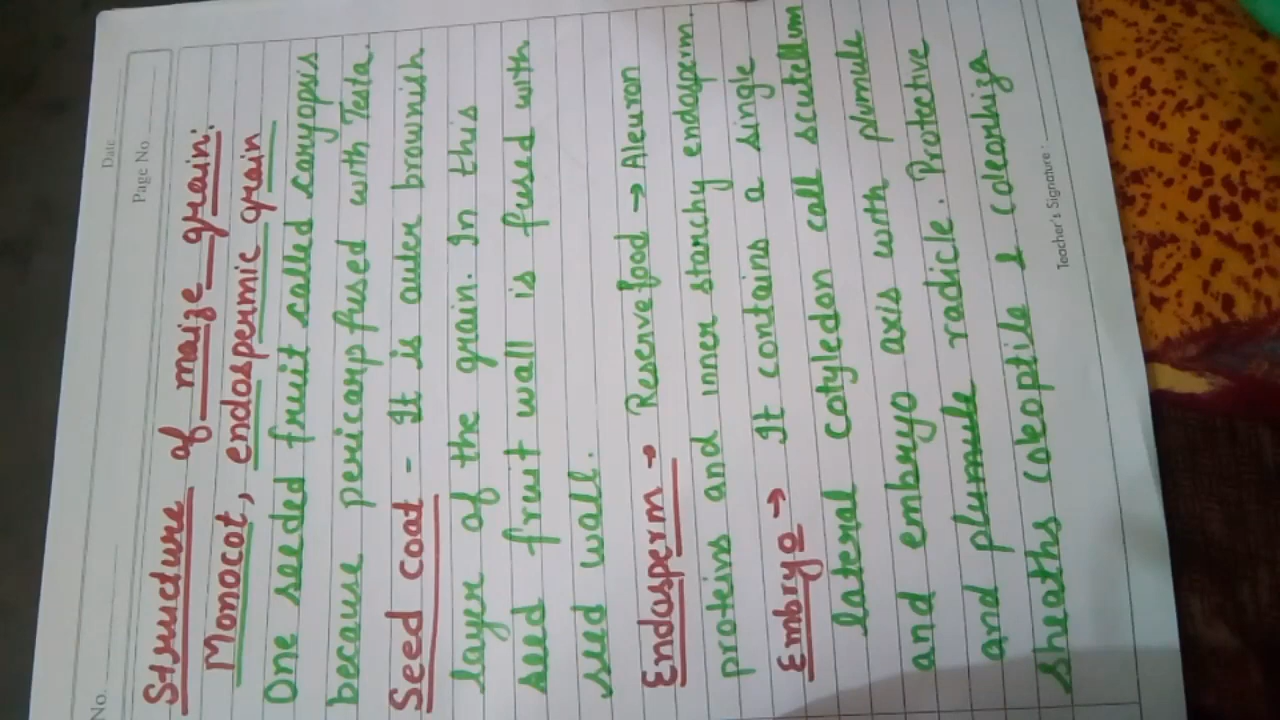 No.
Date
Page No.
Structure of maize grain:
Monocot, endospermic grain
One seeded fruit called caryopsis
because pericarp fused with Testa.
Seed coat - It is outer brownish
layer of the grain. In this
seed fruit wall is fused with
seed wall.
Endosperm → Reserve food → Aleuron
proteins and inner starchy endosperm.
Embryo → It contains a single
lateral cotyledon call scutellum
and embryo axis with plumule
and plumule radicle. Protective
sheaths coleoptile & coleorhiza
Teacher's Signature :